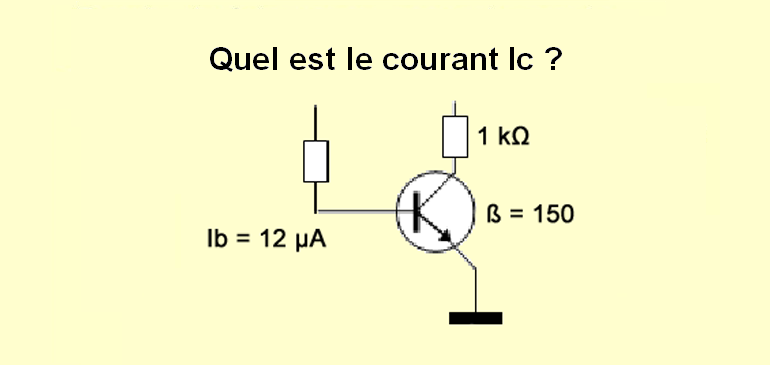 Quel est le courant Ic ?
1 kΩ
ß = 150
Ib = 12 µA